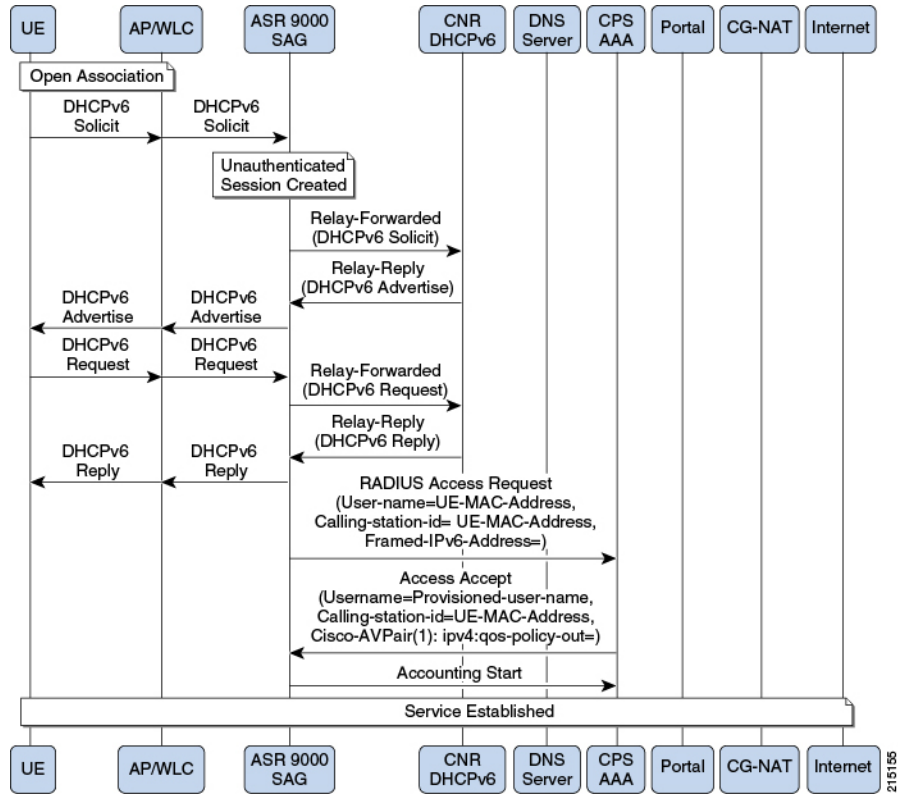 UE
AP/WLC
ASR 9000
SAG
CNR
DHCPv6
DNS
Server
CPS
AAA
Portal
CG-NAT
Internet
Open Association
DHCPv6
Solicit
DHCPv6
Solicit
Unauthenticated
Session Created
Relay-Forwarded
(DHCPv6 Solicit)
Relay-Reply
(DHCPv6 Advertise)
DHCPv6
Advertise
DHCPv6
Advertise
DHCPv6
Request
DHCPv6
Request
Relay-Forwarded
(DHCPv6 Request)
Relay-Reply
(DHCPv6 Reply)
DHCPv6
Reply
DHCPv6
Reply
RADIUS Access Request
(User-name=UE-MAC-Address,
Calling-station-id= UE-MAC-Address,
Framed-IPv6-Address=)
Access Accept
(Username=Provisioned-user-name,
Calling-station-id=UE-MAC-Address,
Cisco-AVPair(1): ipv4:qos-policy-out=)
Accounting Start
Service Established
UE
AP/WLC
ASR 9000
SAG
CNR
DHCPv6
DNS
Server
CPS
AAA
Portal
CG-NAT
Internet
215155